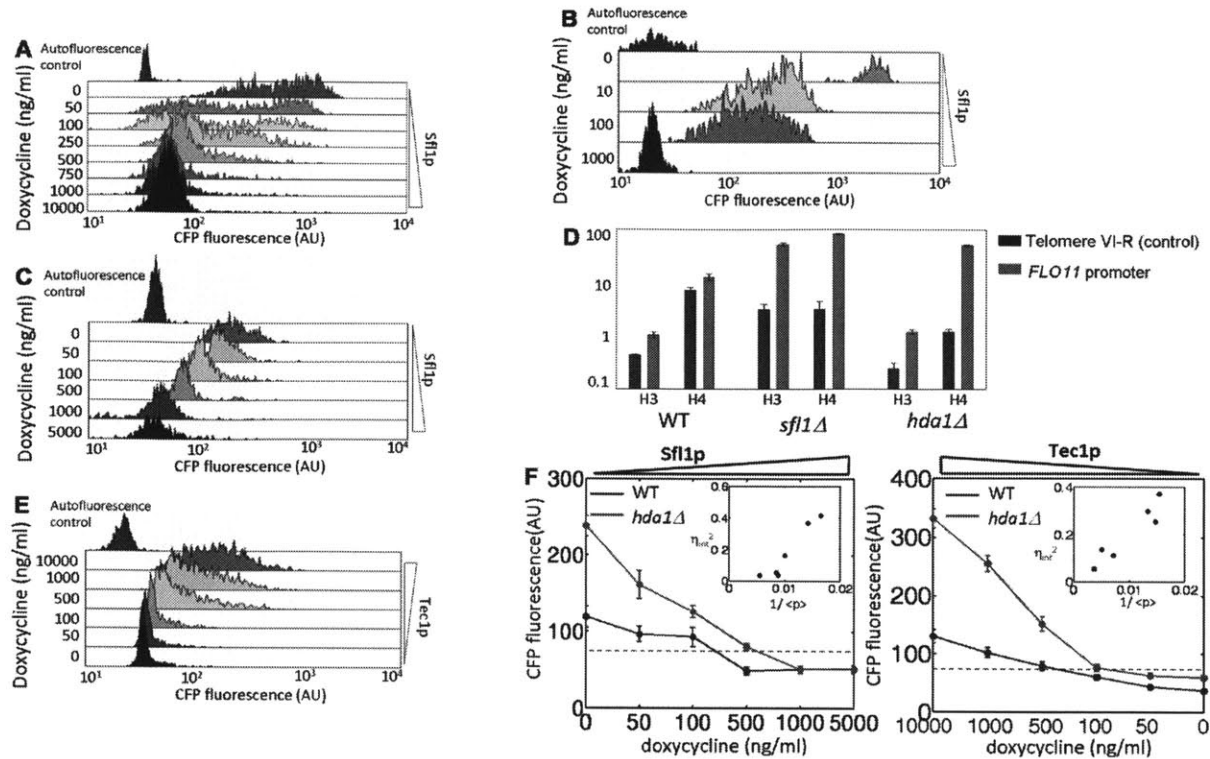 A
Autofluorescence
control
Doxycycline (ng/ml)
0
50
100
250
500
750
1000
10000
10¹ 10² 10³ 10⁴
CFP fluorescence (AU)
Sfl1p
B
Autofluorescence
control
Doxycycline (ng/ml)
0
10
100
1000
10¹ 10² 10³ 10⁴
CFP fluorescence (AU)
Sfl1p
C
Autofluorescence
control
Doxycycline (ng/ml)
0
50
100
500
1000
5000
10¹ 10² 10³ 10⁴
CFP fluorescence (AU)
Sfl1p
D
100
10
1
0.1
H3 H4 H3 H4 H3 H4
WT sfl1Δ hda1Δ
Telomere VI-R (control)
FLO11 promoter
E
Autofluorescence
control
Doxycycline (ng/ml)
10000
1000
500
100
50
0
10¹ 10² 10³ 10⁴
CFP fluorescence (AU)
Tec1p
F
Sfl1p
CFP fluorescence(AU)
300
200
100
0
WT
hda1Δ
0.6
0.4
ηint²
0.2
0
0 0.01 0.02
1/ <p>
0 50 100 500 1000 5000
doxycycline (ng/ml)
Tec1p
CFP fluorescence(AU)
400
300
200
100
0
WT
hda1Δ
0.4
ηint²
0.2
0
0 0.01 0.02
1/ <p>
10000 1000 500 100 50 0
doxycycline (ng/ml)